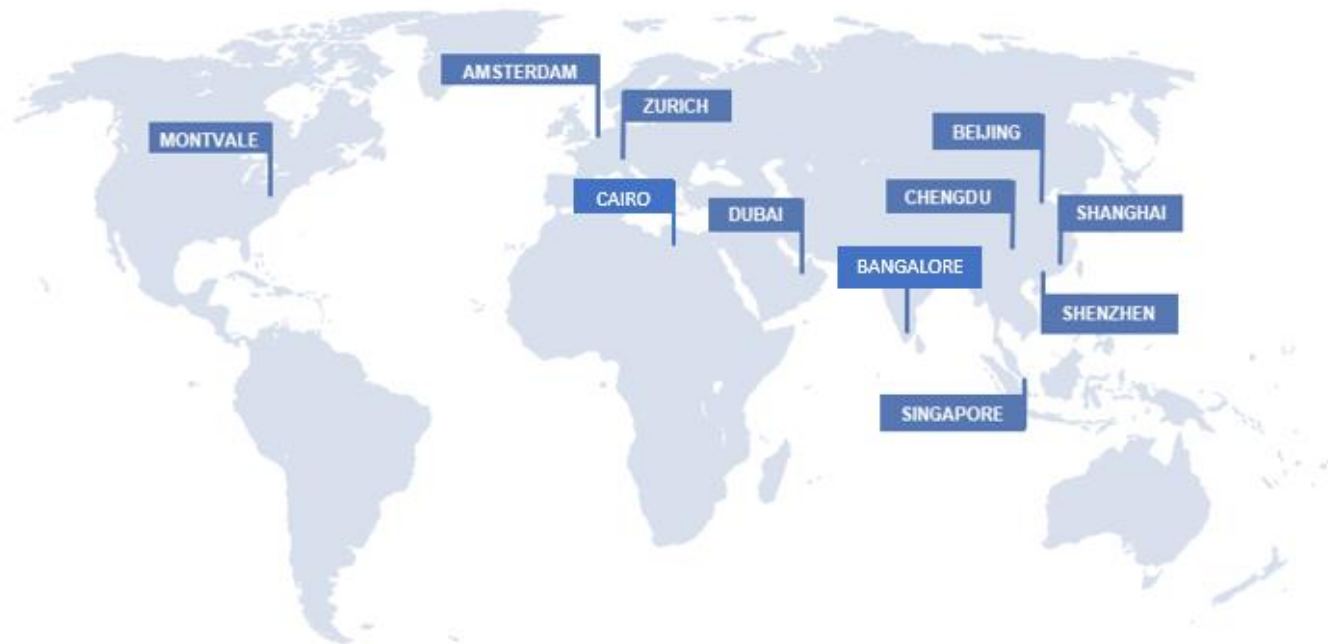 AMSTERDAM
ZURICH
MONTVALE
BEIJING
CAIRO
CHENGDU
DUBAI
SHANGHAI
BANGALORE
SHENZHEN
SINGAPORE